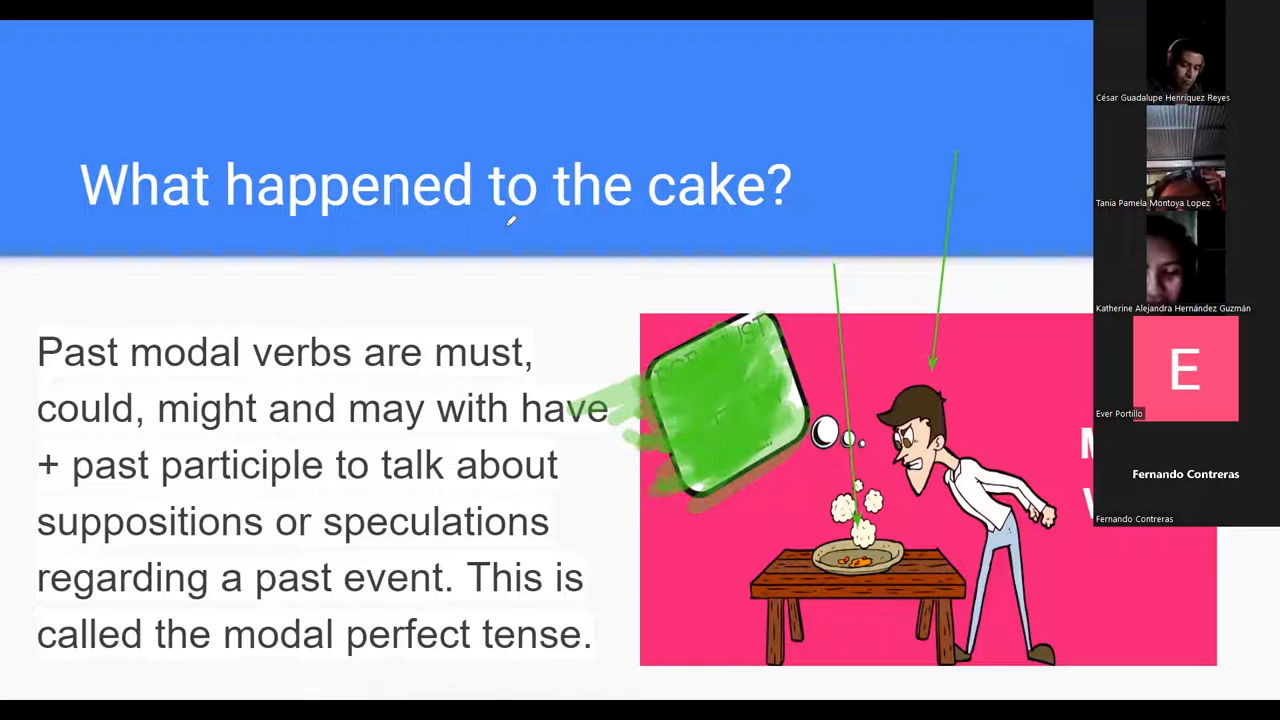 What happened to the cake?
Past modal verbs are must,
could, might and may with have
+ past participle to talk about
suppositions or speculations
regarding a past event. This is
called the modal perfect tense.
César Guadalupe Henríquez Reyes
Tania Pamela Montoya Lopez
Katherine Alejandra Hernández Guzmán
E
Ever Portillo
Fernando Contreras
Fernando Contreras